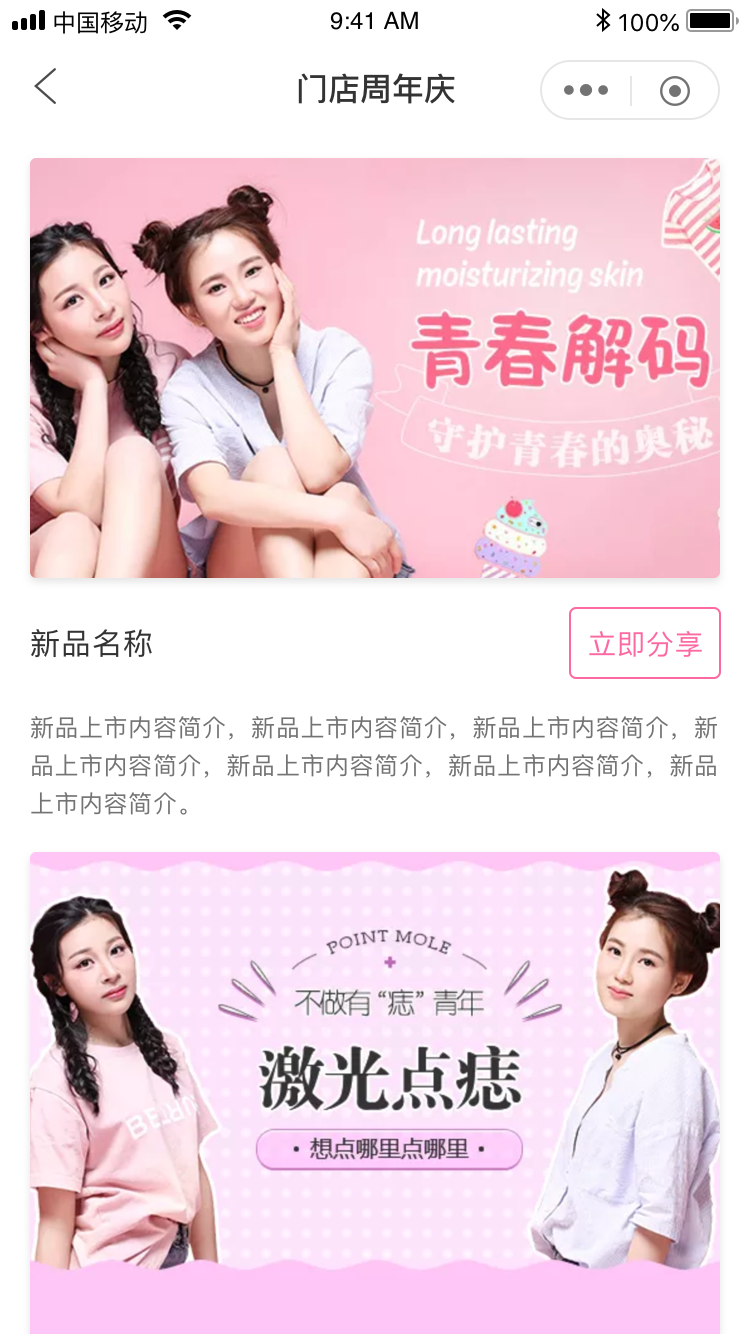 中国移动
9:41 AM
100%
门店周年庆
Long lasting
moisturizing skin
青春解码
守护青春的奥秘
新品名称
立即分享
新品上市内容简介，新品上市内容简介，新品上市内容简介，新
品上市内容简介，新品上市内容简介，新品上市内容简介，新品
上市内容简介。
POINT MOLE
不做有“痣”青年
激光点痣
·想点哪里点哪里·